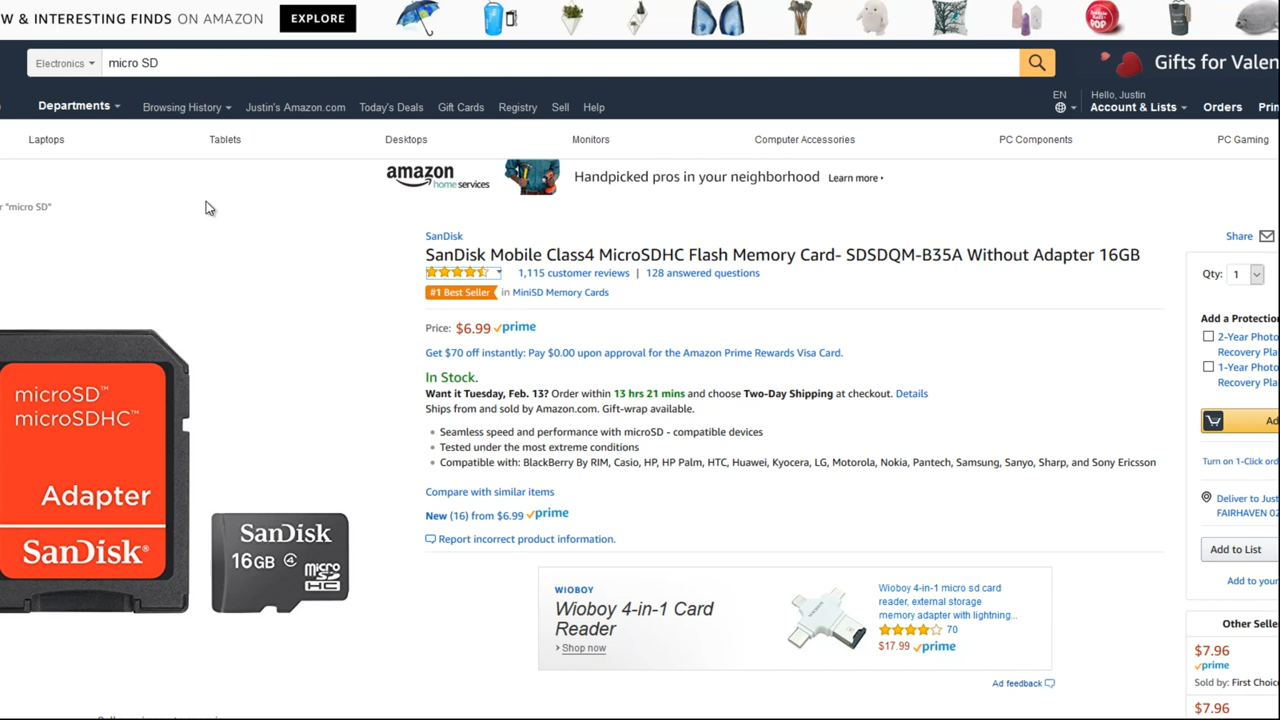 W & INTERESTING FINDS ON AMAZON EXPLORE
Electronics micro SD
Gifts for Valen
EN Hello, Justin
Departments Browsing History Justin's Amazon.com Today's Deals Gift Cards Registry Sell Help Account & Lists Orders Prin
Laptops Tablets Desktops Monitors Computer Accessories PC Components PC Gaming
amazon home services Handpicked pros in your neighborhood Learn more
r "micro SD"
SanDisk
Share
SanDisk Mobile Class4 MicroSDHC Flash Memory Card- SDSDQM-B35A Without Adapter 16GB
1,115 customer reviews | 128 answered questions
#1 Best Seller in MiniSD Memory Cards
Price: $6.99 prime
Get $70 off instantly: Pay $0.00 upon approval for the Amazon Prime Rewards Visa Card.
In Stock.
Want it Tuesday, Feb. 13? Order within 13 hrs 21 mins and choose Two-Day Shipping at checkout. Details
Ships from and sold by Amazon.com. Gift-wrap available.
Seamless speed and performance with microSD - compatible devices
Tested under the most extreme conditions
Compatible with: BlackBerry By RIM, Casio, HP, HP Palm, HTC, Huawei, Kyocera, LG, Motorola, Nokia, Pantech, Samsung, Sanyo, Sharp, and Sony Ericsson
Compare with similar items
New (16) from $6.99 prime
Report incorrect product information.
microSD™
microSDHC™
Adapter
SanDisk®
SanDisk
16GB 4 micro SD HC
WIOBOY
Wioboy 4-in-1 Card
Reader
Shop now
Wioboy 4-in-1 micro sd card
reader, external storage
memory adapter with lightning...
70
$17.99 prime
Ad feedback
Qty: 1
Add a Protectio
2-Year Photo
Recovery Pla
1-Year Photo
Recovery Pla
Ad
Turn on 1-Click ord
Deliver to Just
FAIRHAVEN 02
Add to List
Add to your
Other Selle
$7.96
prime
Sold by: First Choic
$7.96